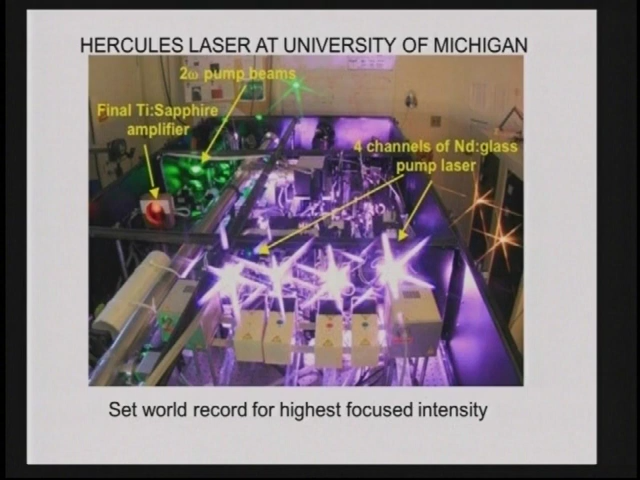 HERCULES LASER AT UNIVERSITY OF MICHIGAN
2ω pump beams
Final Ti:Sapphire
amplifier
4 channels of Nd:glass
pump laser
Set world record for highest focused intensity